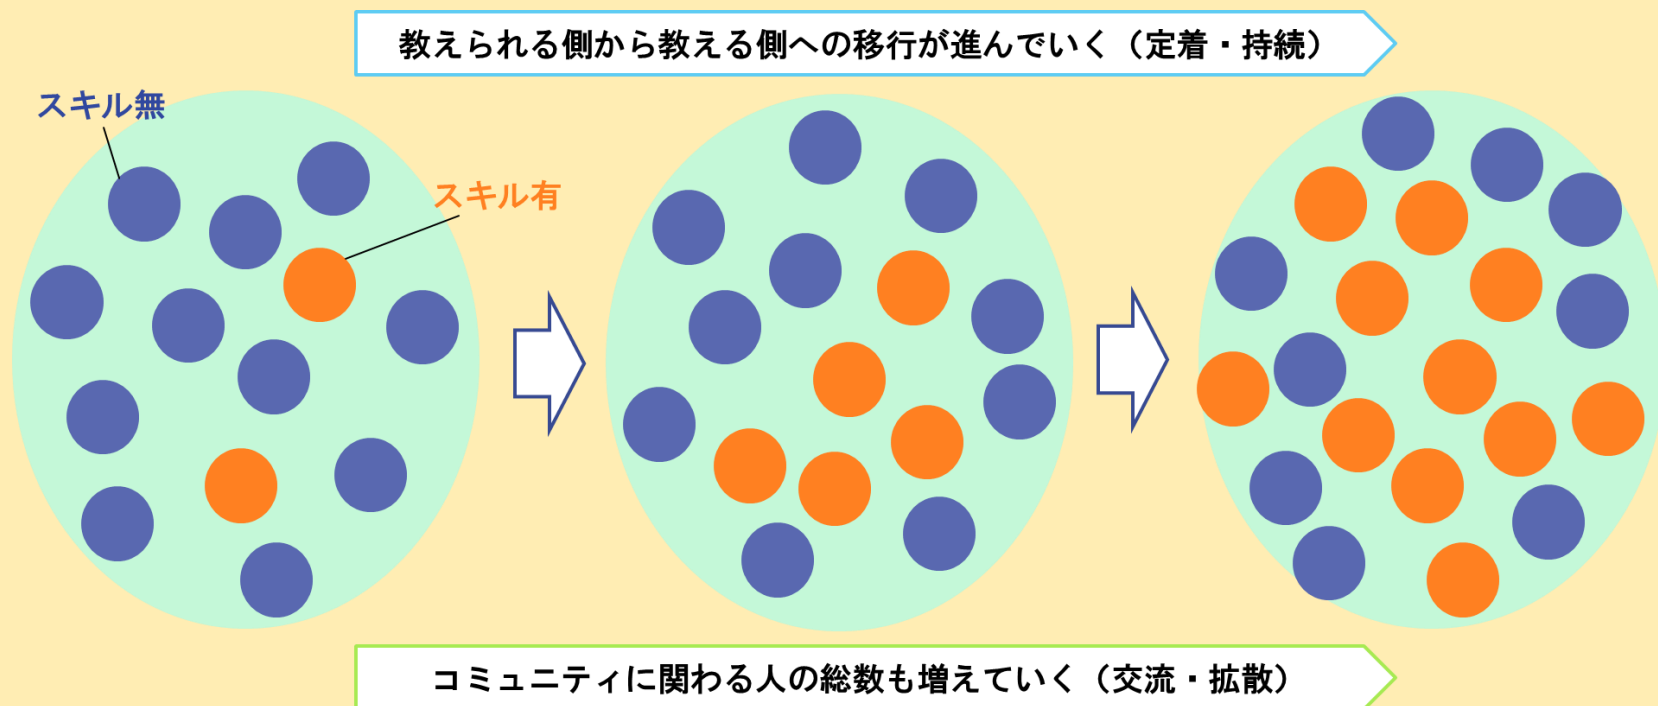 教えられる側から教える側への移行が進んでいく（定着・持続）
スキル無
スキル有
コミュニティに関わる人の総数も増えていく（交流・拡散）